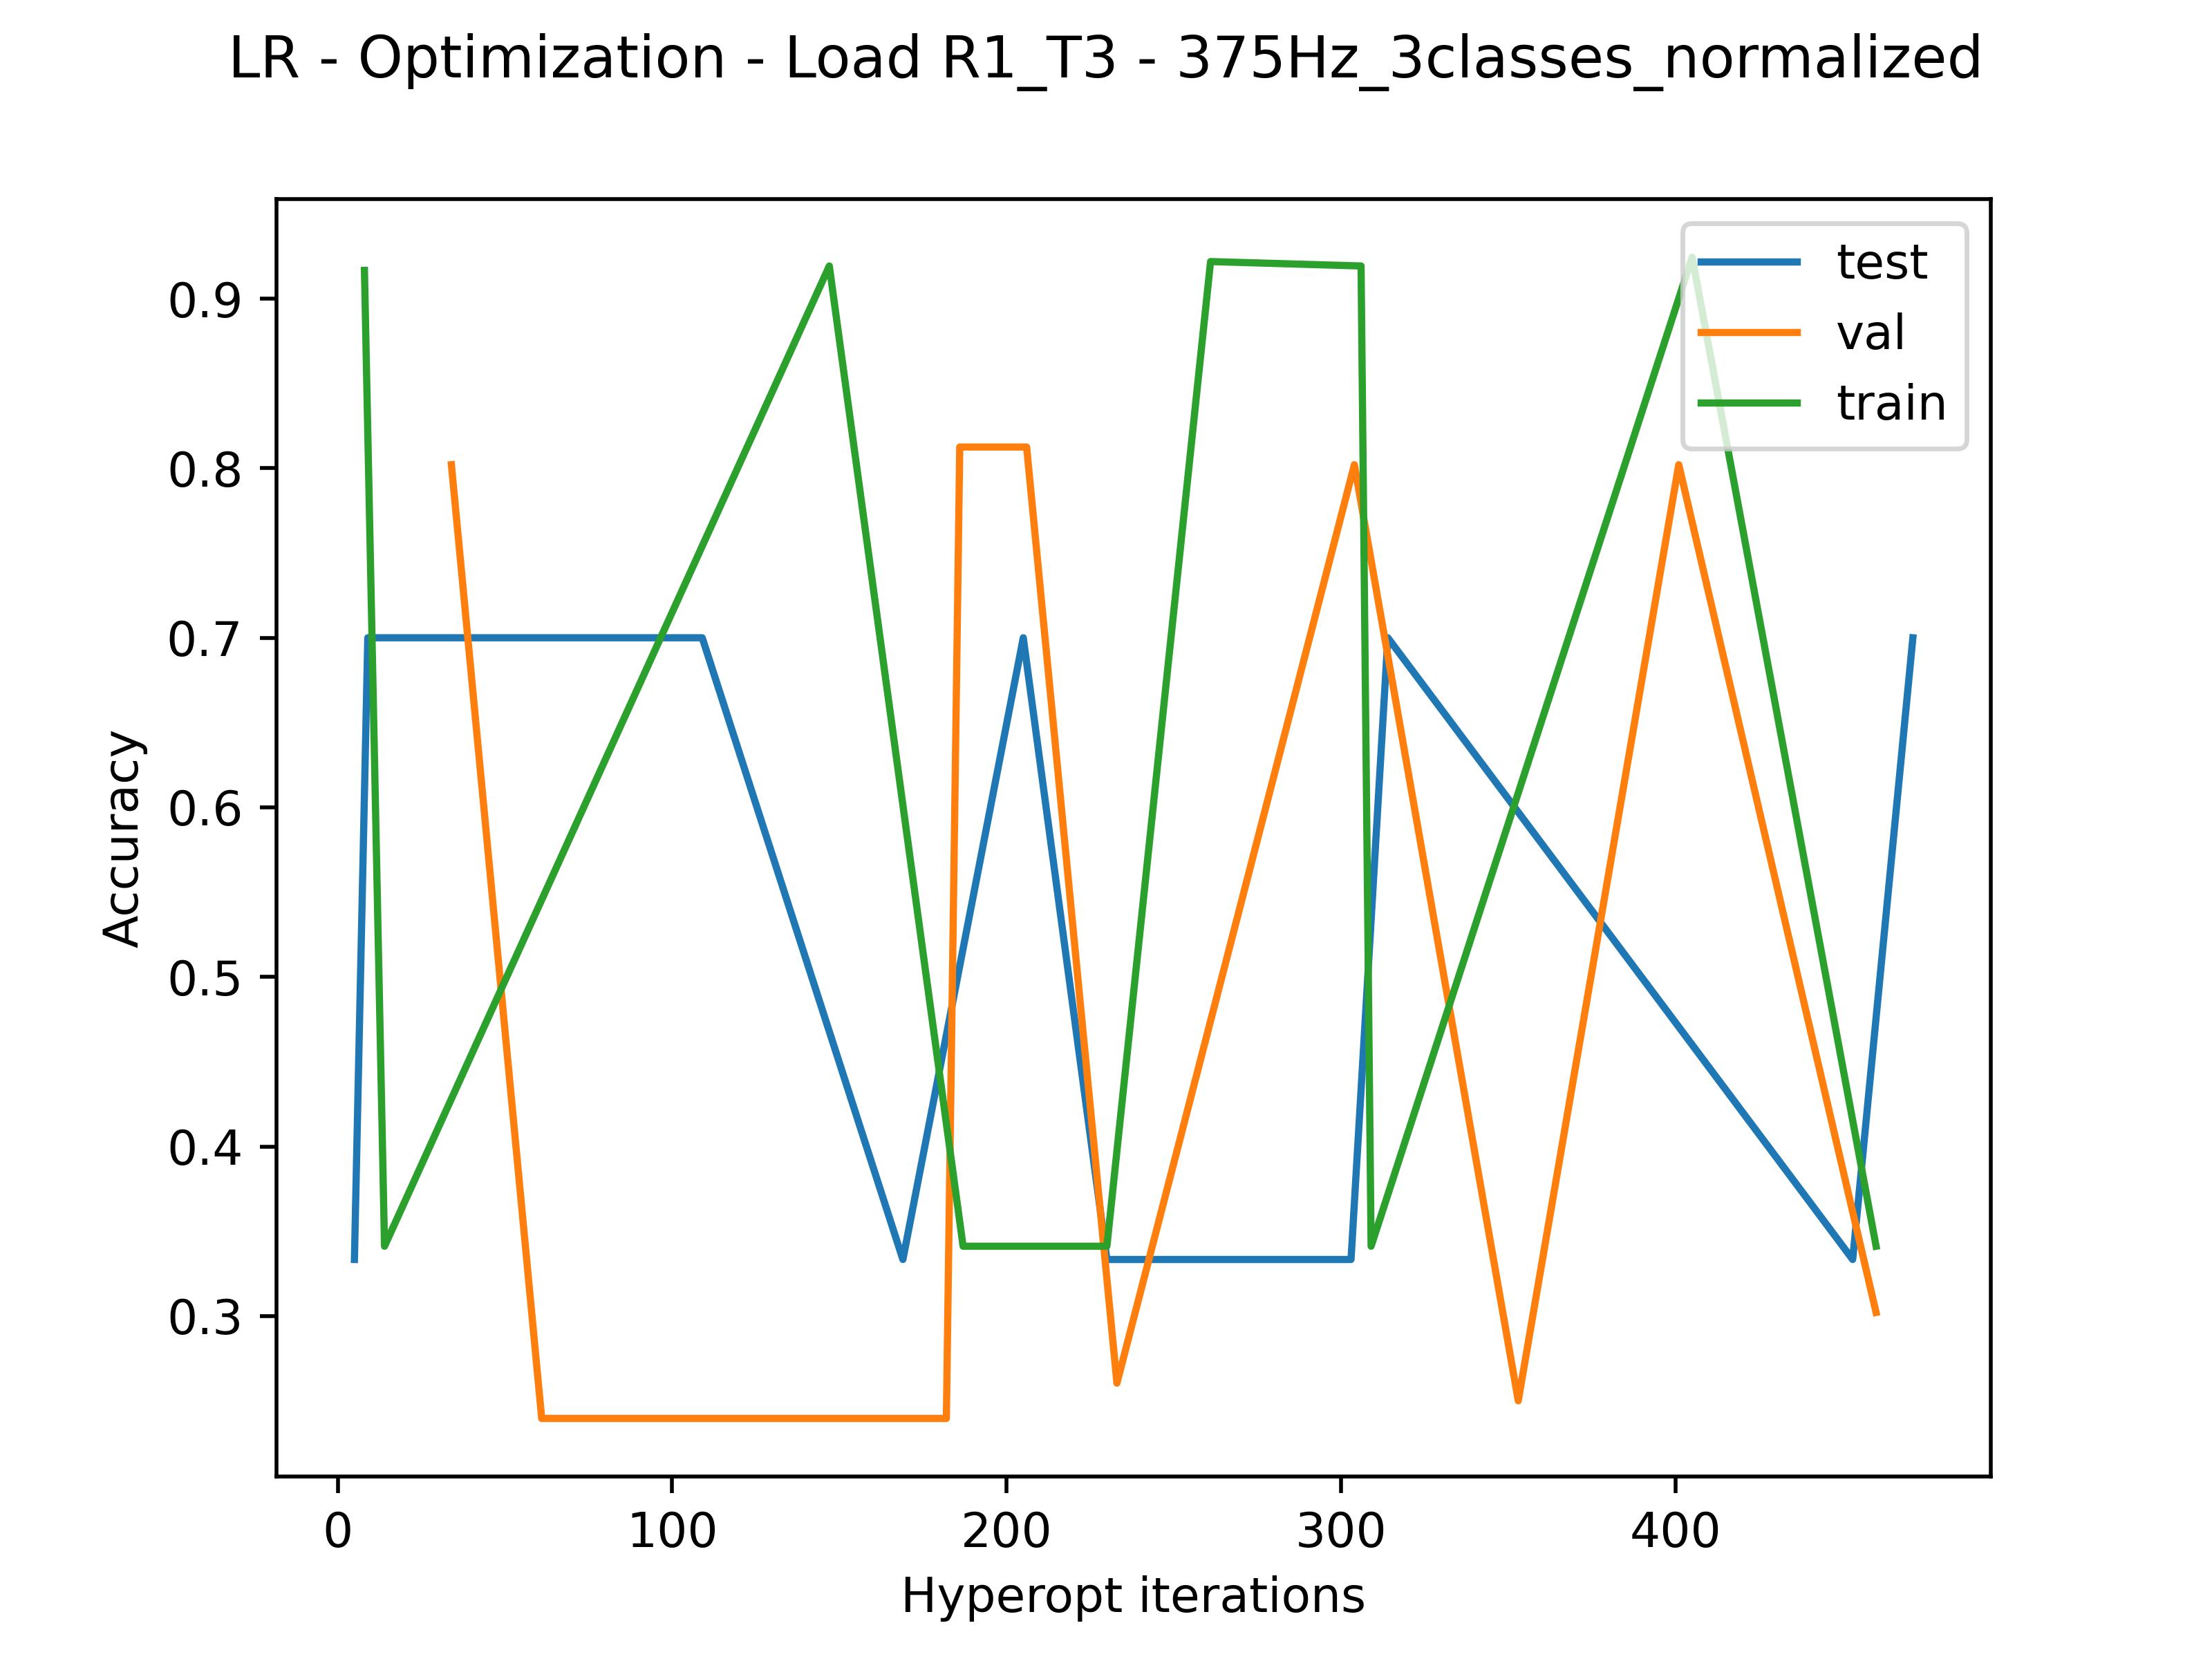 LR - Optimization - Load R1_T3 - 375Hz_3classes_normalized
test
val
train
0.9
0.8
0.7
0.6
0.5
0.4
0.3
Accuracy
0 100 200 300 400
Hyperopt iterations